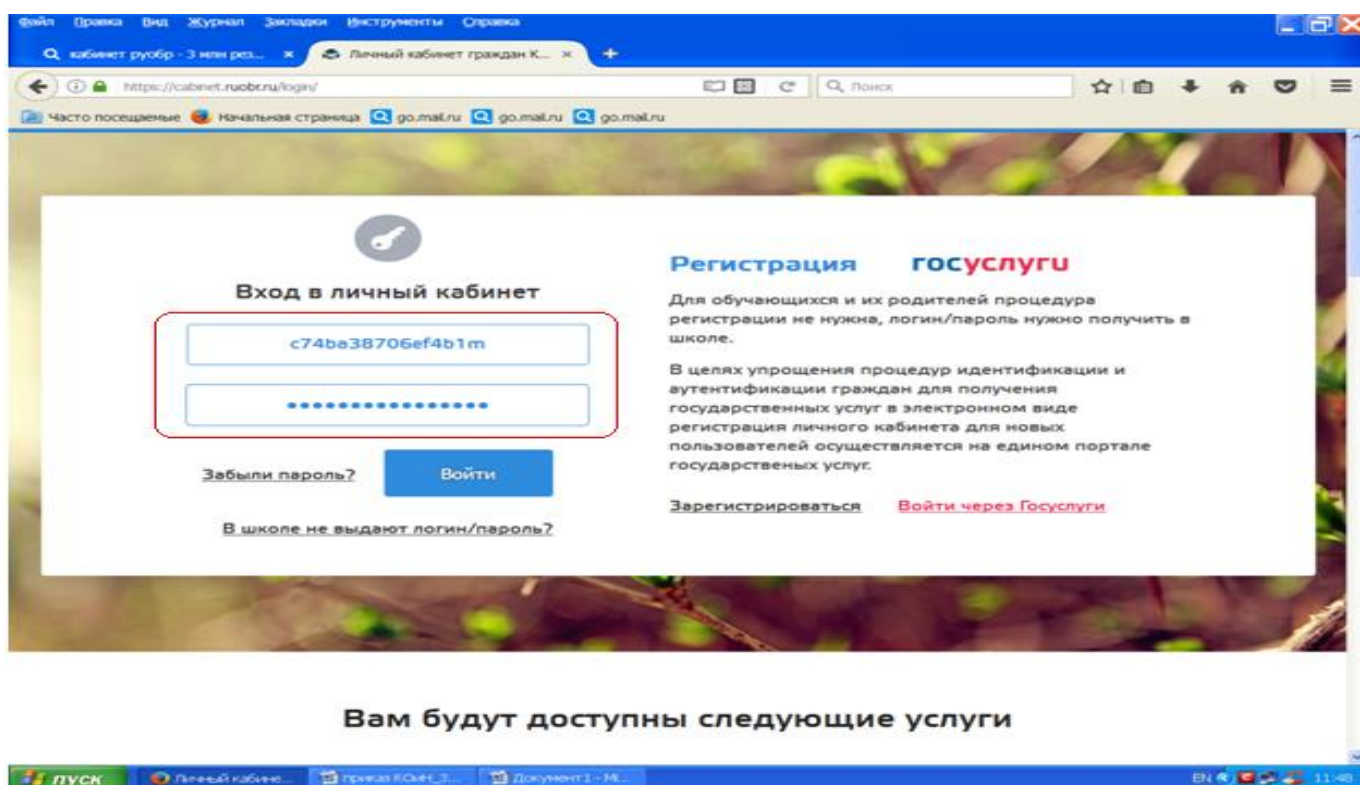 Файл Правка Вид Журнал Закладки Инструменты Справка
кабинет руобр - 3 млн рез... × Личный кабинет граждан К... × +
https://cabinet.ruobr.ru/login/ Поиск
Часто посещаемые Начальная страница go.mail.ru go.mail.ru go.mail.ru
Вход в личный кабинет
c74ba38706ef4b1m
••••••••••••••••
Забыли пароль? Войти
В школе не выдают логин/пароль?
Регистрация госуслуги
Для обучающихся и их родителей процедура
регистрации не нужна, логин/пароль нужно получить в
школе.
В целях упрощения процедур идентификации и
аутентификации граждан для получения
государственных услуг в электронном виде
регистрация личного кабинета для новых
пользователей осуществляется на едином портале
государственых услуг.
Зарегистрироваться Войти через Госуслуги
Вам будут доступны следующие услуги
пуск Личный кабине... приказ КОиН_3... Документ1 - Mi... EN 11:48